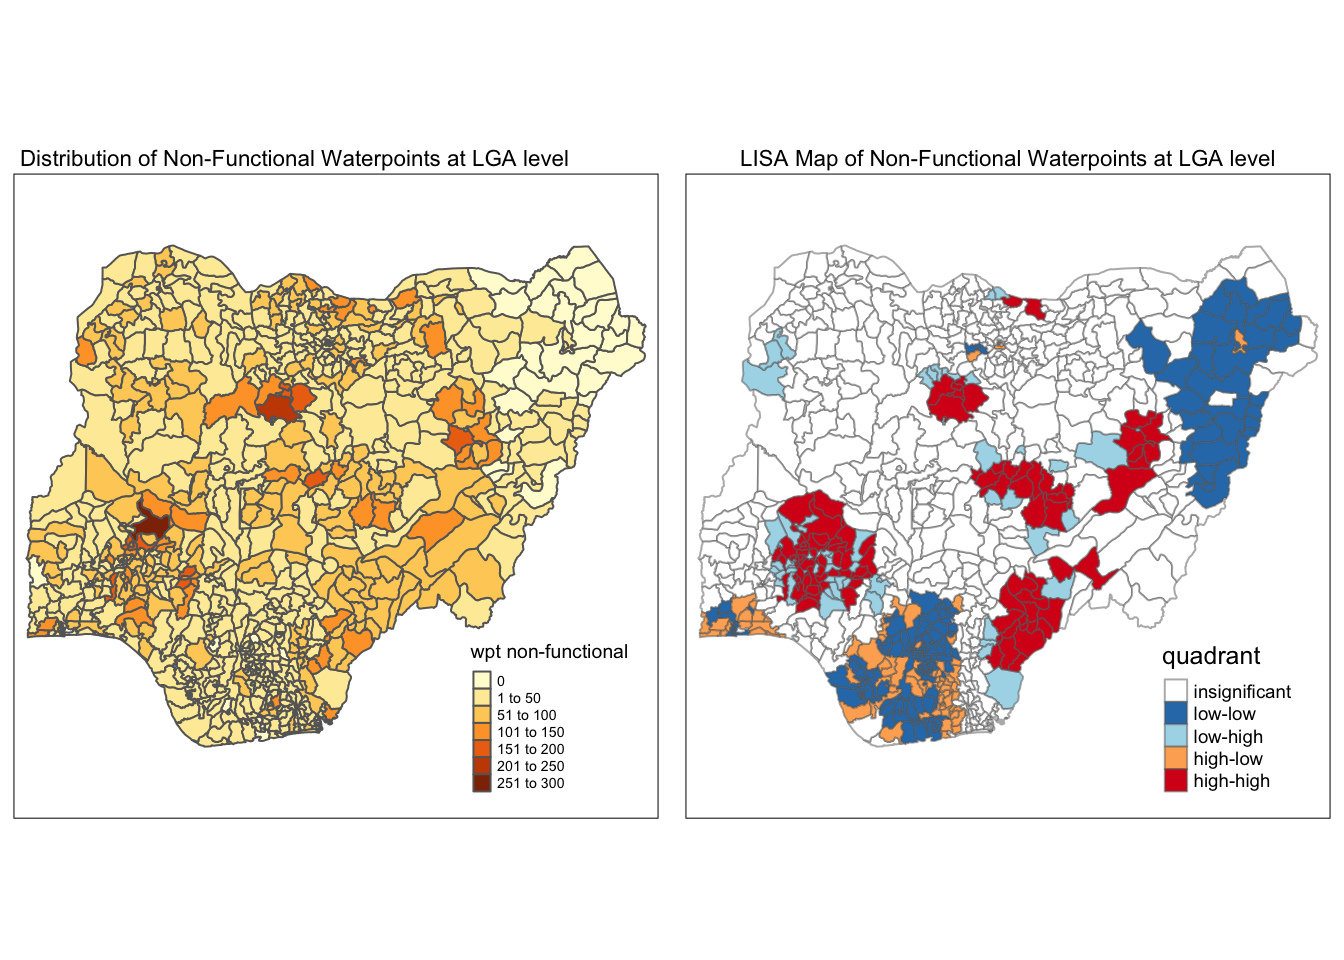 Distribution of Non-Functional Waterpoints at LGA level
wpt non-functional
0
1 to 50
51 to 100
101 to 150
151 to 200
201 to 250
251 to 300
LISA Map of Non-Functional Waterpoints at LGA level
quadrant
insignificant
low-low
low-high
high-low
high-high